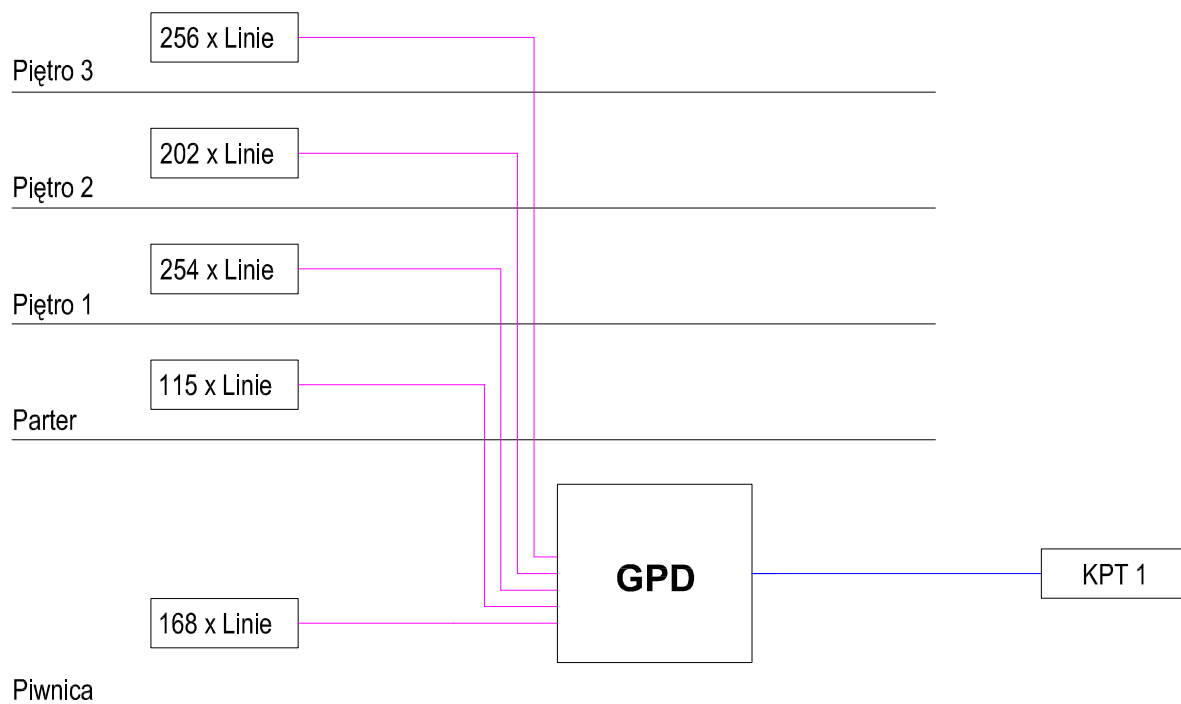 256 x Linie
Piętro 3
202 x Linie
Piętro 2
254 x Linie
Piętro 1
115 x Linie
Parter
GPD
KPT 1
168 x Linie
Piwnica